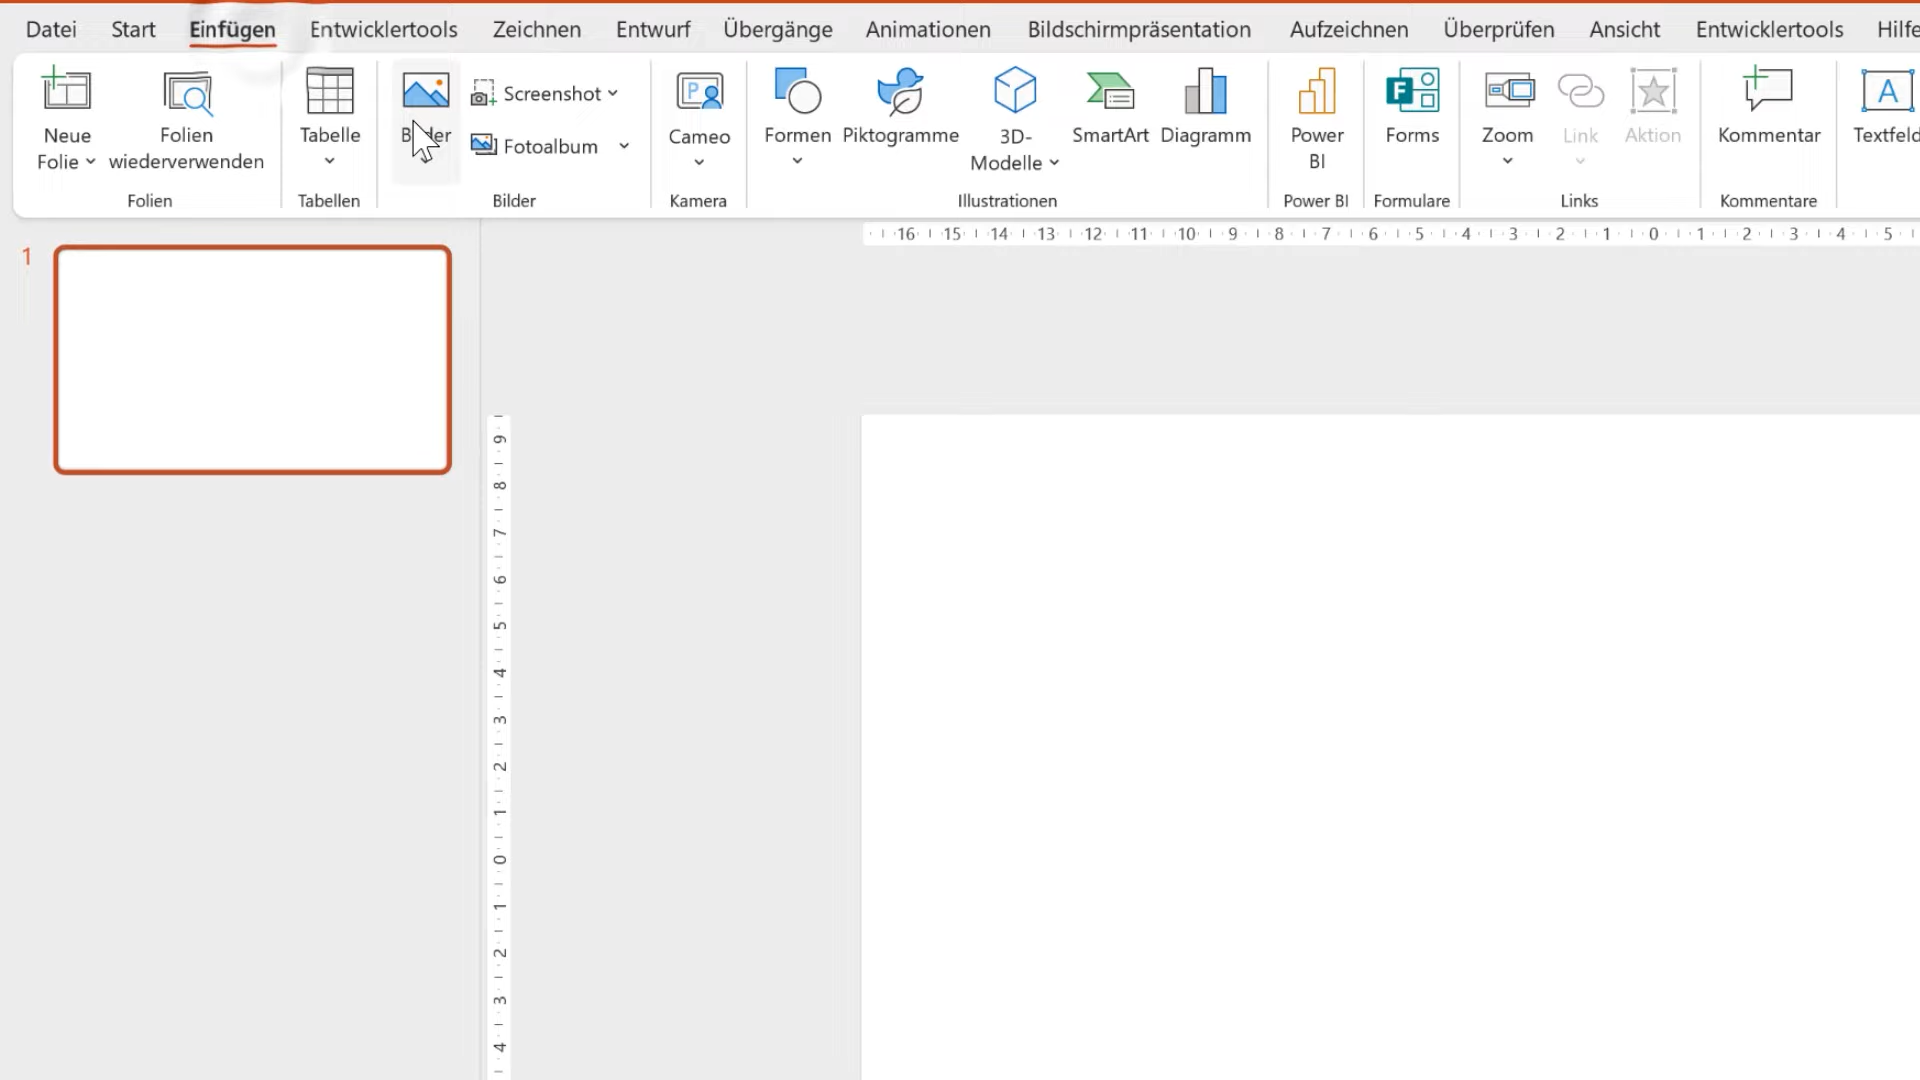 Datei Start Einfügen Entwicklertools Zeichnen Entwurf Übergänge Animationen Bildschirmpräsentation Aufzeichnen Überprüfen Ansicht Entwicklertools Hilfe
Neue
Folie
Folien
wiederverwenden
Folien
Tabelle
Tabellen
Screenshot
Fotoalbum
Bilder
Cameo
Kamera
Formen
Piktogramme
3D-
Modelle
SmartArt
Diagramm
Illustrationen
Power
BI
Power BI
Forms
Formulare
Zoom
Link
Aktion
Links
Kommentar
Kommentare
A
Textfeld
16 15 14 13 12 11 10 9 8 7 6 5 4 3 2 1 0 1 2 3 4 5
1
9
8
7
6
5
4
3
2
1
0
1
2
3
4